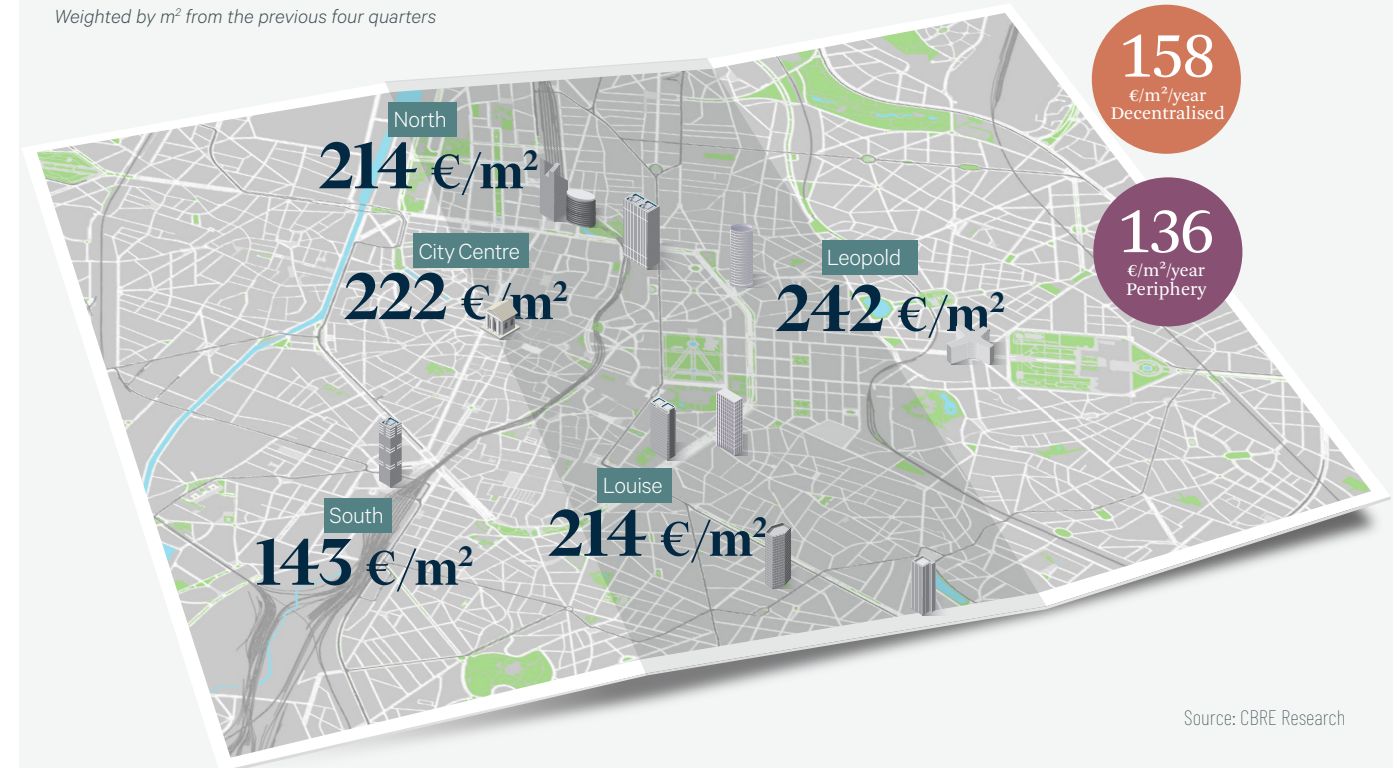 Weighted by m² from the previous four quarters
158
€/m²/year
Decentralised
North
214 €/m²
136
€/m²/year
Periphery
City Centre
222 €/m²
Leopold
242 €/m²
Louise
214 €/m²
South
143 €/m²
Source: CBRE Research